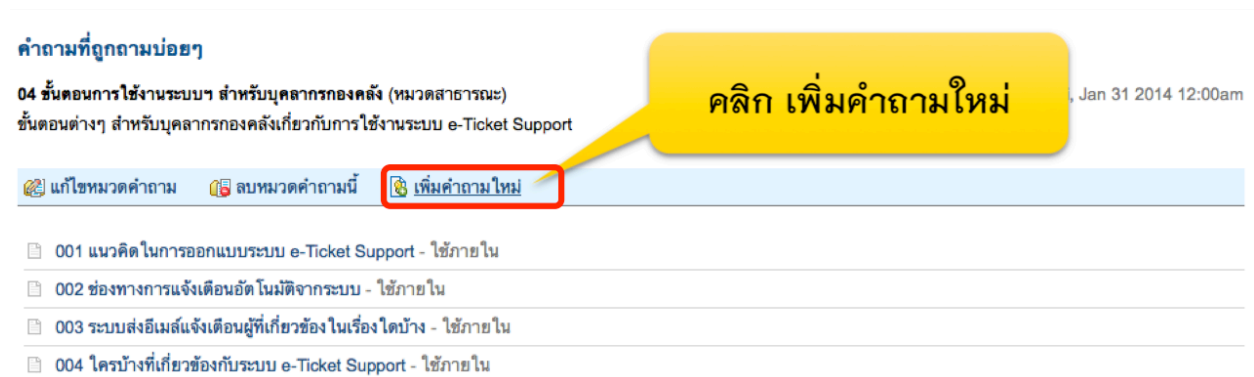 คำถามที่ถูกถามบ่อยๆ
คลิก เพิ่มคำถามใหม่
04 ขั้นตอนการใช้งานระบบฯ สำหรับบุคลากรกองคลัง (หมวดสาธารณะ)
, Jan 31 2014 12:00am
ขั้นตอนต่างๆ สำหรับบุคลากรกองคลังเกี่ยวกับการใช้งานระบบ e-Ticket Support
แก้ไขหมวดคำถาม ลบหมวดคำถามนี้ เพิ่มคำถามใหม่
001 แนวคิดในการออกแบบระบบ e-Ticket Support - ใช้ภายใน
002 ช่องทางการแจ้งเตือนอัตโนมัติจากระบบ - ใช้ภายใน
003 ระบบส่งอีเมล์แจ้งเตือนผู้ที่เกี่ยวข้องในเรื่องใดบ้าง - ใช้ภายใน
004 ใครบ้างที่เกี่ยวข้องกับระบบ e-Ticket Support - ใช้ภายใน